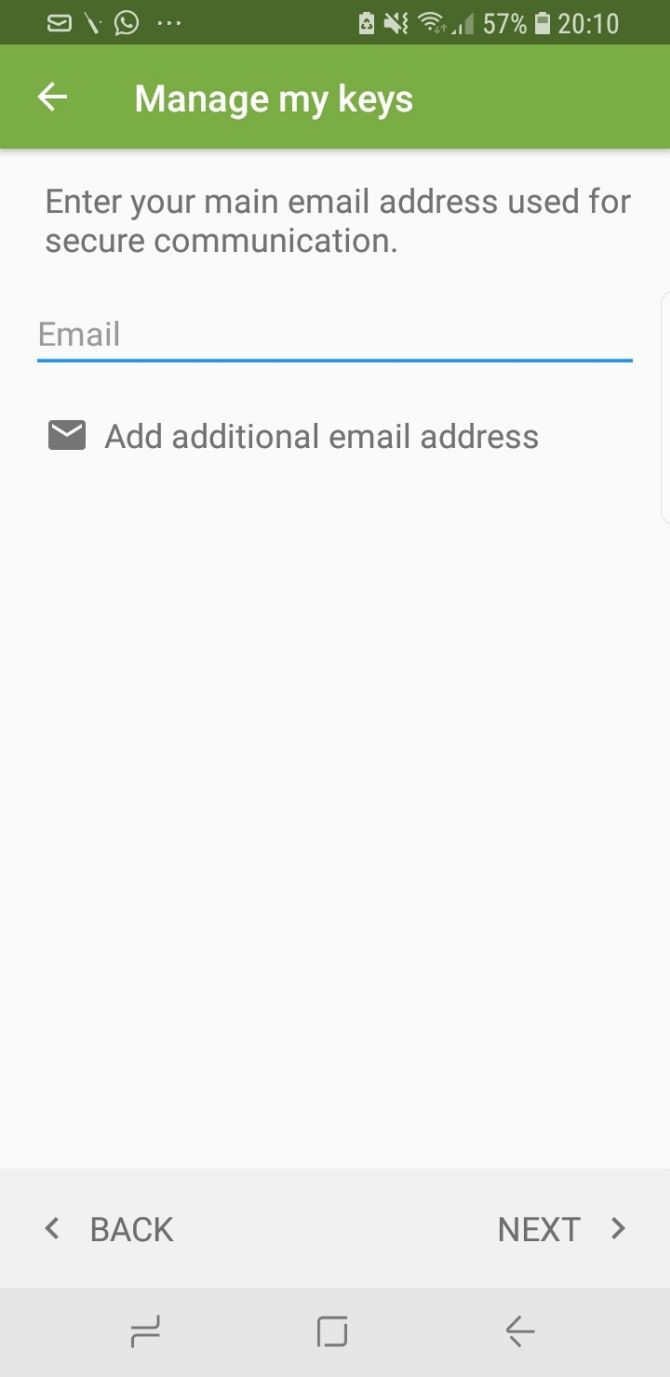 57% 20:10
Manage my keys
Enter your main email address used for
secure communication.
Email
Add additional email address
BACK NEXT